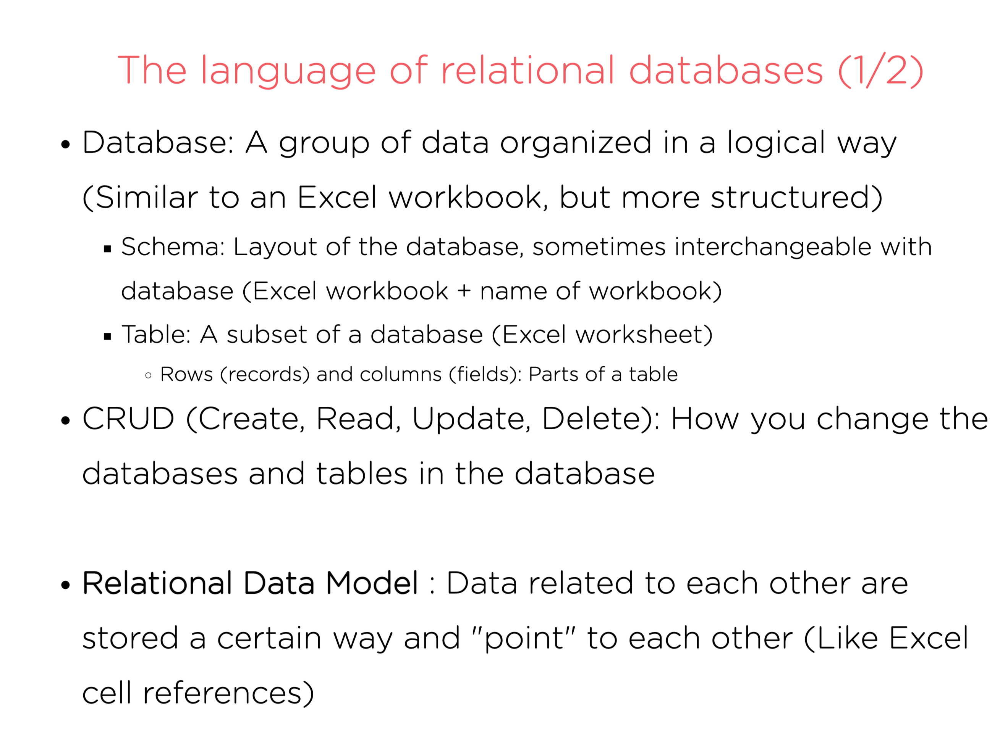 The language of relational databases (1/2)
• Database: A group of data organized in a logical way
(Similar to an Excel workbook, but more structured)
▪ Schema: Layout of the database, sometimes interchangeable with
database (Excel workbook + name of workbook)
▪ Table: A subset of a database (Excel worksheet)
◦ Rows (records) and columns (fields): Parts of a table
• CRUD (Create, Read, Update, Delete): How you change the
databases and tables in the database
• Relational Data Model : Data related to each other are
stored a certain way and "point" to each other (Like Excel
cell references)